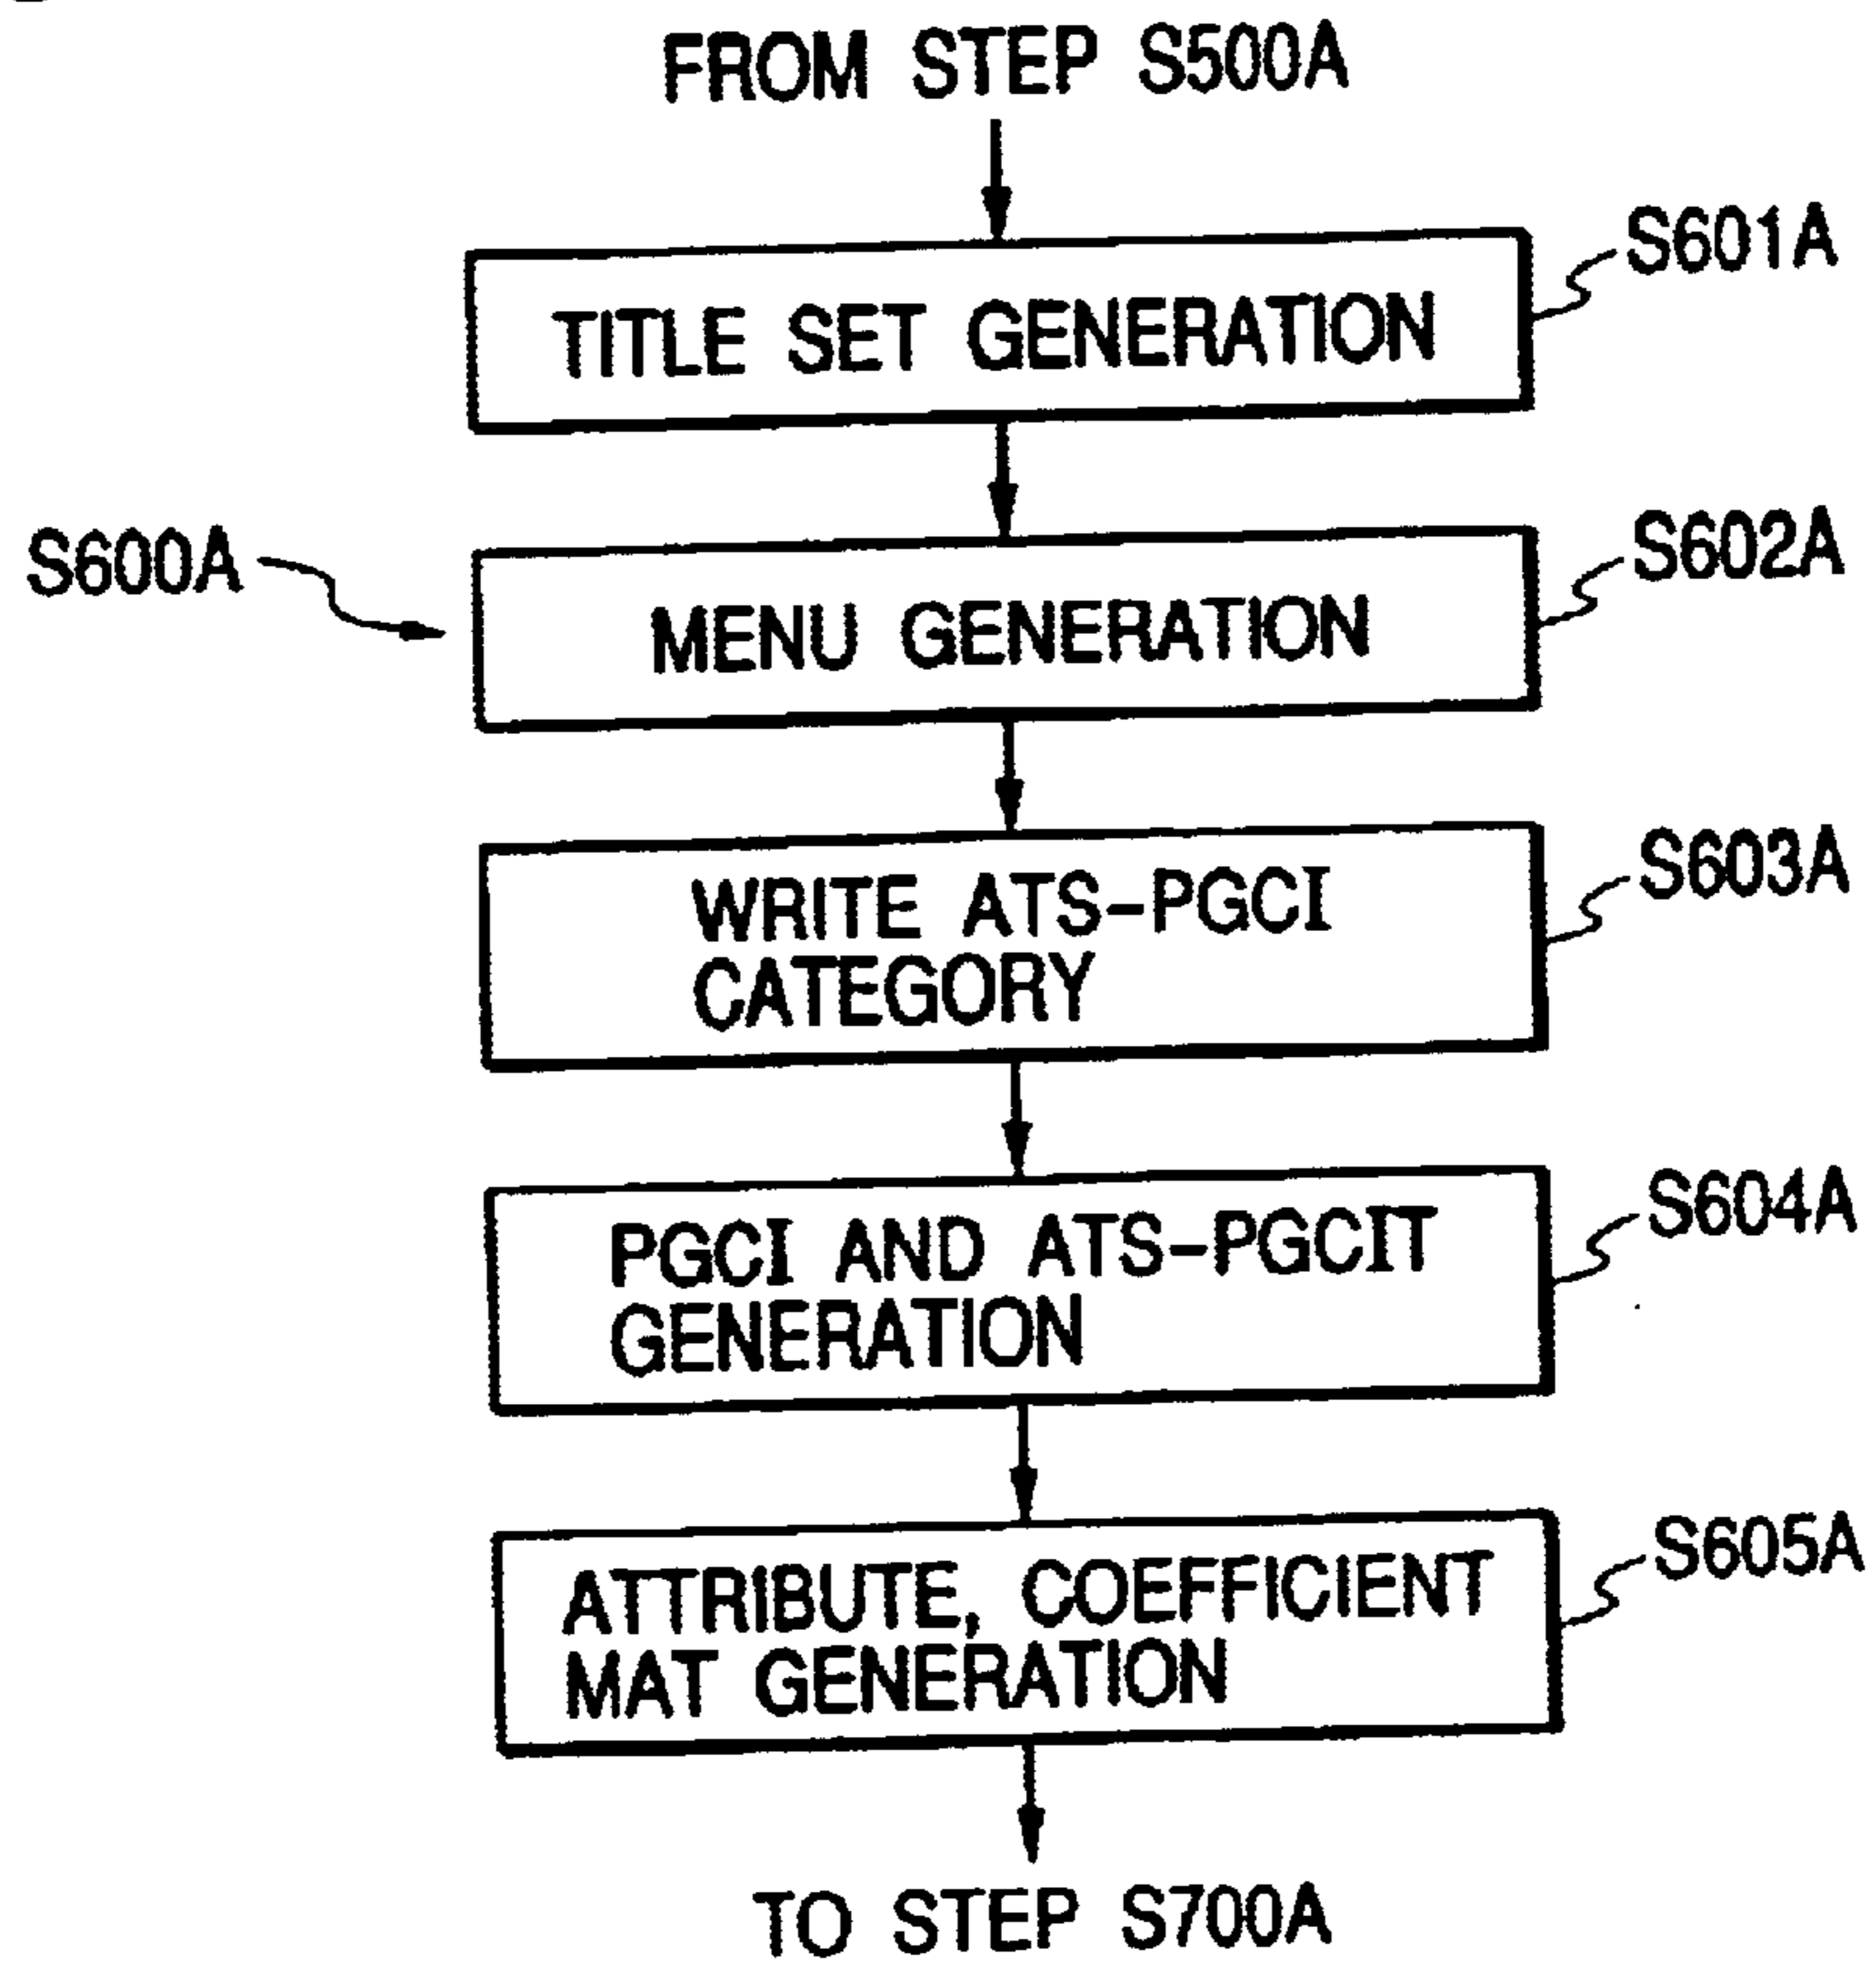 FROM STEP S500A
S601A
TITLE SET GENERATION
S600A
S602A
MENU GENERATION
S603A
WRITE ATS-PGCI
CATEGORY
S604A
PGCI AND ATS-PGCIT
GENERATION
S605A
ATTRIBUTE, COEFFICIENT
MAT GENERATION
TO STEP S700A